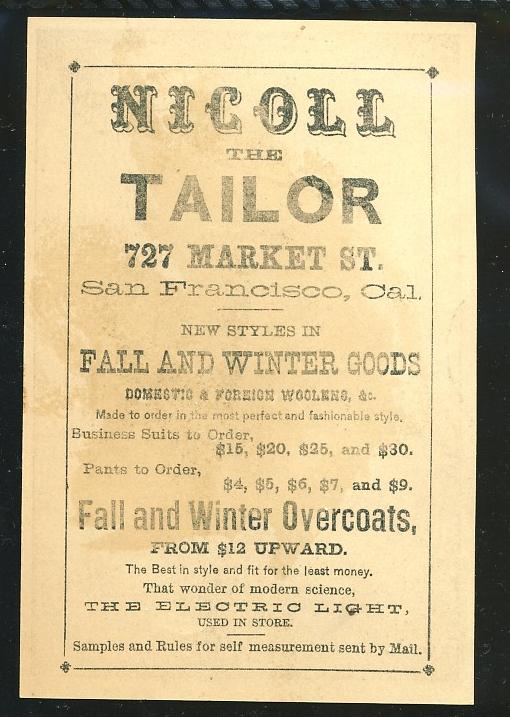 NICOLL
THE
TAILOR
727 MARKET ST.
San Francisco, Cal.
NEW STYLES IN
FALL AND WINTER GOODS
DOMESTIC & FOREIGN WOOLENS, &c.
Made to order in the most perfect and fashionable style.
Business Suits to Order,
$15, $20, $25, and $30.
Pants to Order,
$4, $5, $6, $7, and $9.
Fall and Winter Overcoats,
FROM $12 UPWARD.
The Best in style and fit for the least money.
That wonder of modern science,
THE ELECTRIC LIGHT,
USED IN STORE.
Samples and Rules for self measurement sent by Mail.